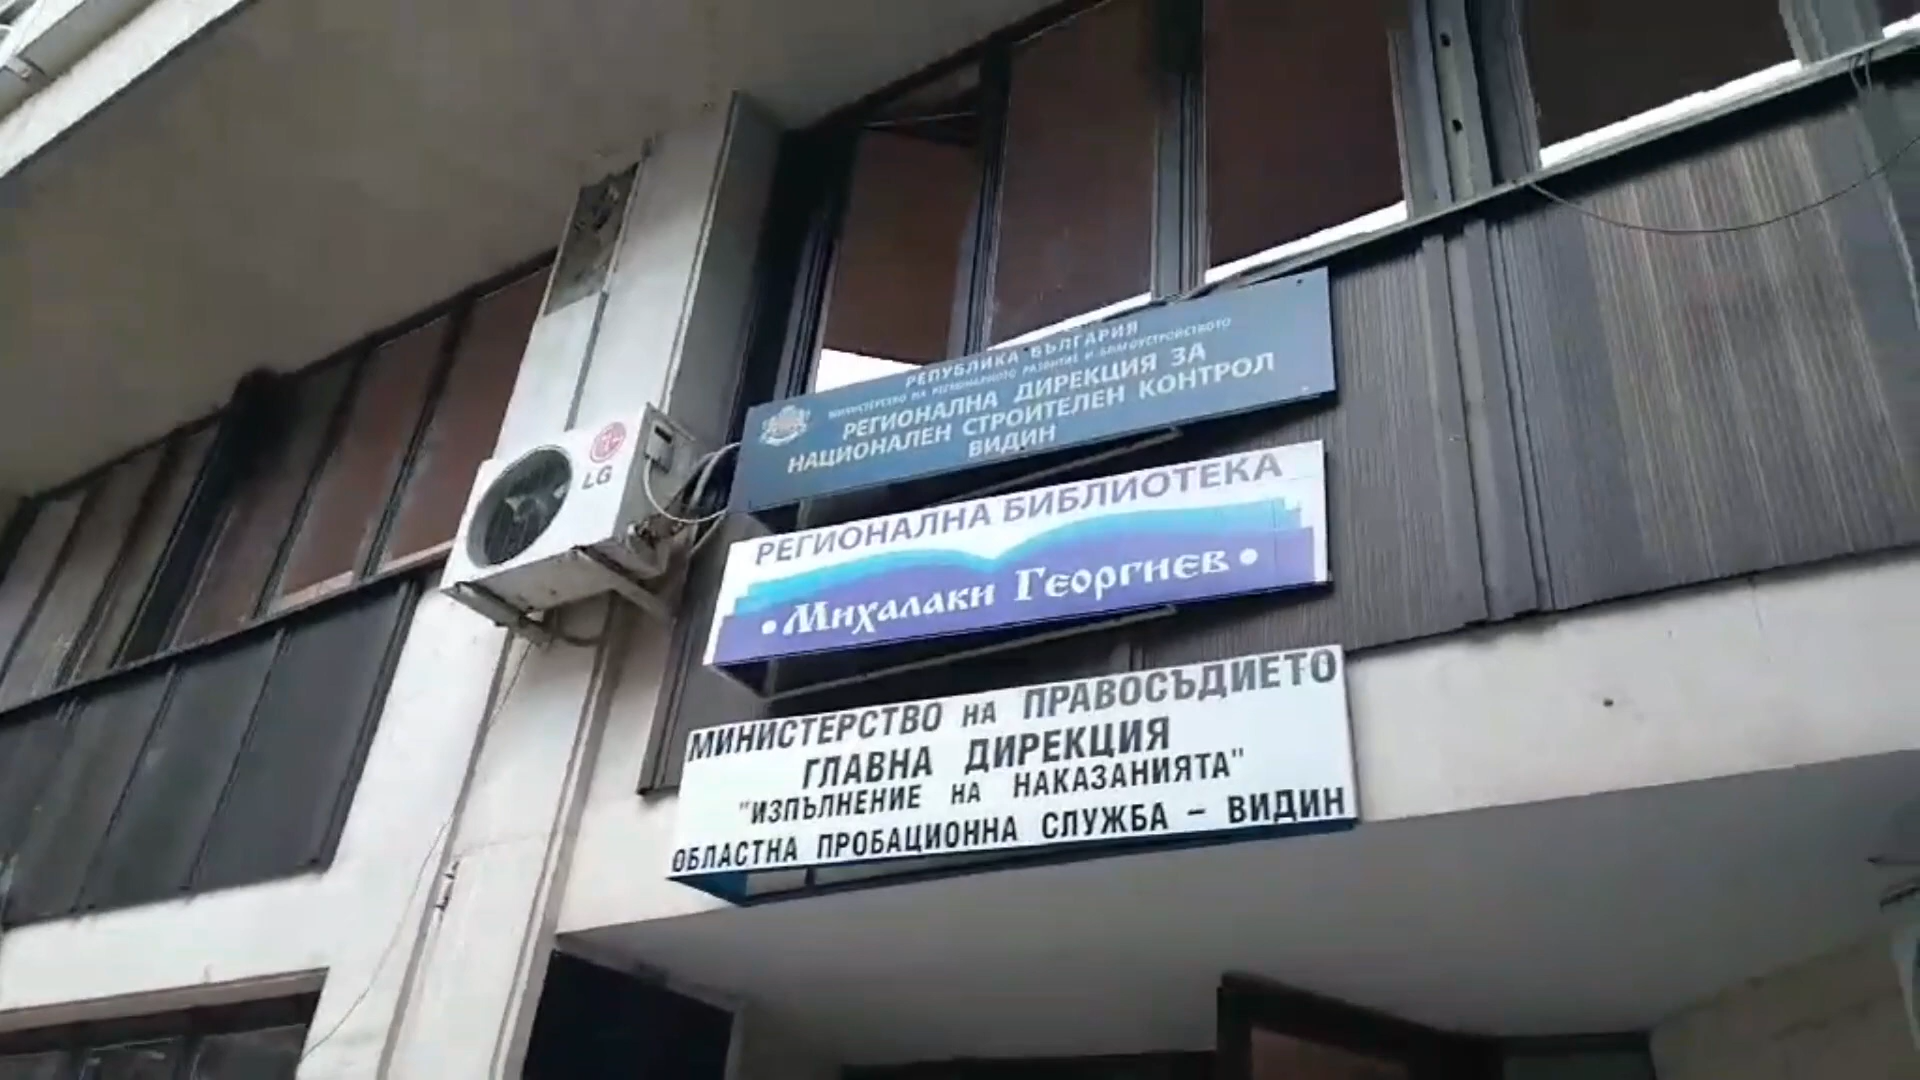 РЕПУБЛИКА БЪЛГАРИЯ
МИНИСТЕРСТВО НА РЕГИОНАЛНОТО РАЗВИТИЕ И БЛАГОУСТРОЙСТВОТО
РЕГИОНАЛНА ДИРЕКЦИЯ ЗА
НАЦИОНАЛЕН СТРОИТЕЛЕН КОНТРОЛ
ВИДИН
LG
РЕГИОНАЛНА БИБЛИОТЕКА
• Михалаки Георгиев •
МИНИСТЕРСТВО НА ПРАВОСЪДИЕТО
ГЛАВНА ДИРЕКЦИЯ
"ИЗПЪЛНЕНИЕ НА НАКАЗАНИЯТА"
ОБЛАСТНА ПРОБАЦИОННА СЛУЖБА – ВИДИН